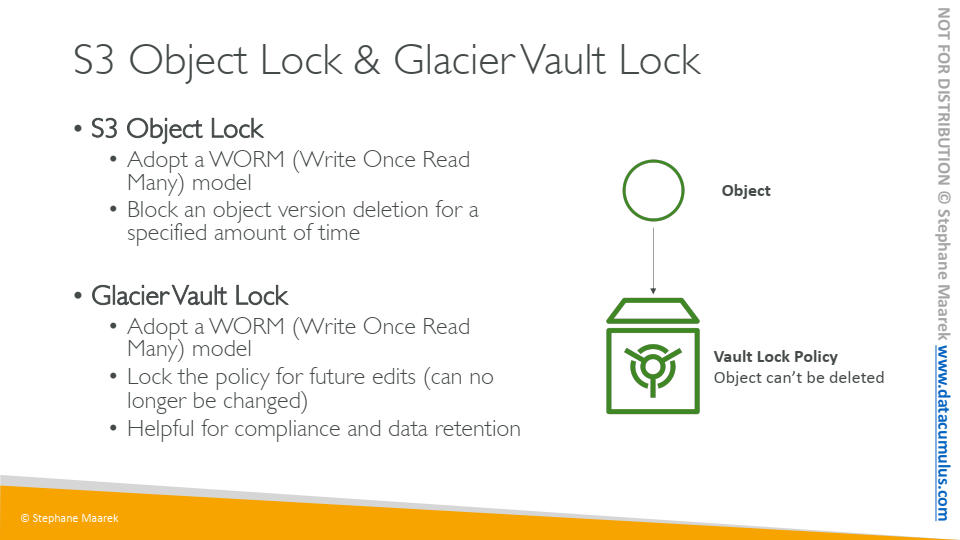 S3 Object Lock & Glacier Vault Lock
• S3 Object Lock
• Adopt a WORM (Write Once Read
Many) model
• Block an object version deletion for a
specified amount of time
• Glacier Vault Lock
• Adopt a WORM (Write Once Read
Many) model
• Lock the policy for future edits (can no
longer be changed)
• Helpful for compliance and data retention
Object
Vault Lock Policy
Object can't be deleted
NOT FOR DISTRIBUTION © Stephane Maarek www.datacumulus.com
© Stephane Maarek